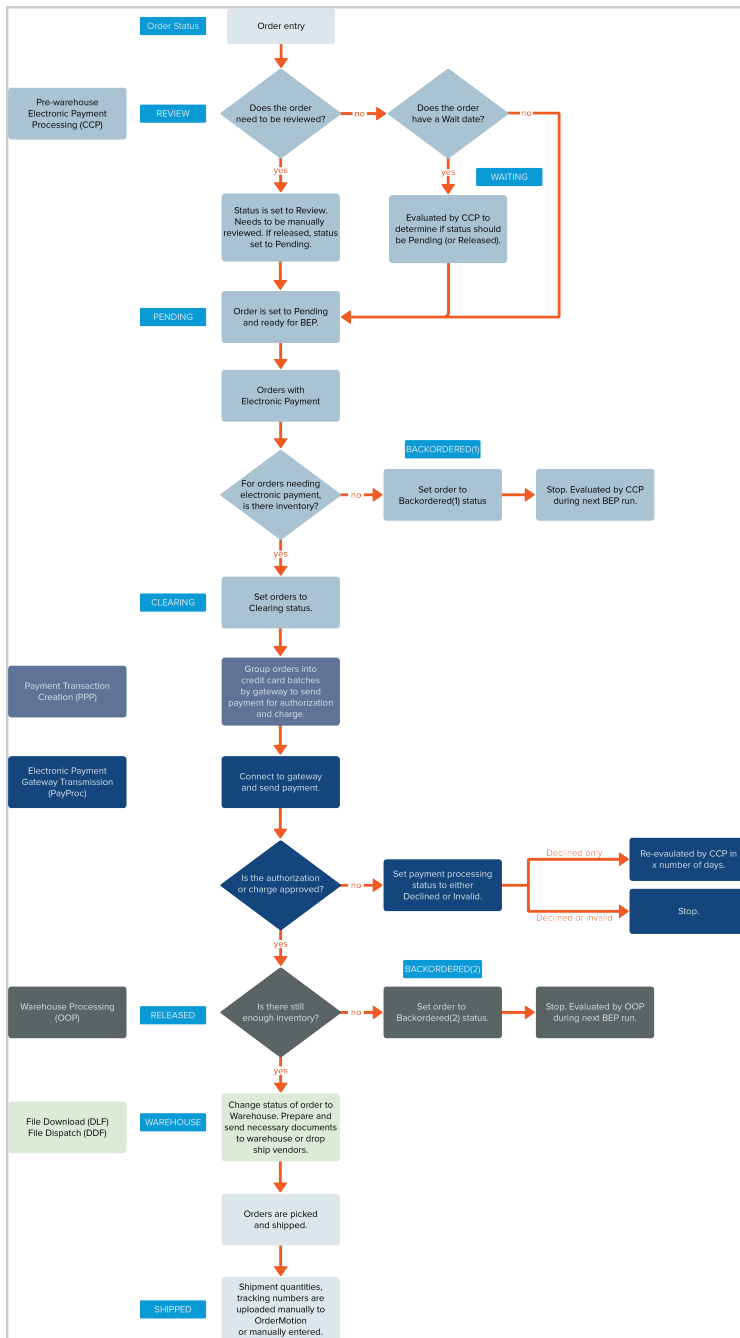 Order Status
Order entry
Pre-warehouse
Electronic Payment
Processing (CCP)
REVIEW
Does the order
need to be reviewed?
no
Does the order
have a Wait date?
no
yes
yes
WAITING
Status is set to Review.
Needs to be manually
reviewed. If released, status
set to Pending.
Evaluated by CCP to
determine if status should
be Pending (or Released).
PENDING
Order is set to Pending
and ready for BEP.
Orders with
Electronic Payment
BACKORDERED(1)
For orders needing
electronic payment,
is there inventory?
no
Set order to
Backordered(1) status
Stop. Evaluated by CCP
during next BEP run.
yes
CLEARING
Set orders to
Clearing status.
Payment Transaction
Creation (PPP)
Group orders into
credit card batches
by gateway to send
payment for authorization
and charge.
Electronic Payment
Gateway Transmission
(PayProc)
Connect to gateway
and send payment.
Is the authorization
or charge approved?
no
Set payment processing
status to either
Declined or Invalid.
Declined only
Re-evaulated by CCP in
x number of days.
Declined or invalid
Stop.
yes
BACKORDERED(2)
Warehouse Processing
(OOP)
RELEASED
Is there still
enough inventory?
no
Set order to
Backordered(2) status.
Stop. Evaluated by OOP
during next BEP run.
yes
File Download (DLF)
File Dispatch (DDF)
WAREHOUSE
Change status of order to
Warehouse. Prepare and
send necessary documents
to warehouse or drop
ship vendors.
Orders are picked
and shipped.
SHIPPED
Shipment quantities,
tracking numbers are
uploaded manually to
OrderMotion
or manually entered.